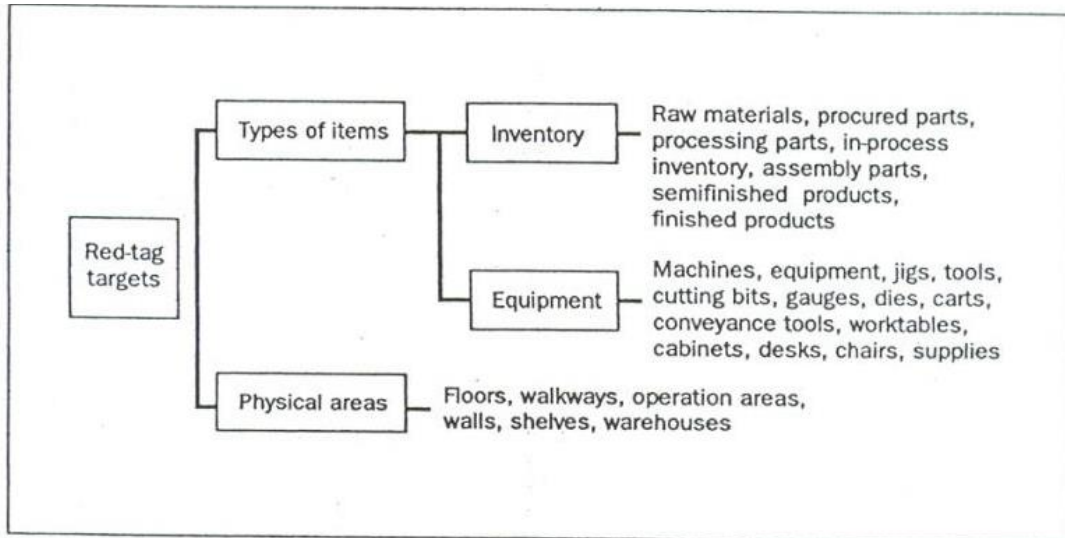 Types of items
Inventory
Raw materials, procured parts,
processing parts, in-process
inventory, assembly parts,
semifinished products,
finished products
Red-tag
targets
Equipment
Machines, equipment, jigs, tools,
cutting bits, gauges, dies, carts,
conveyance tools, worktables,
cabinets, desks, chairs, supplies
Physical areas
Floors, walkways, operation areas,
walls, shelves, warehouses